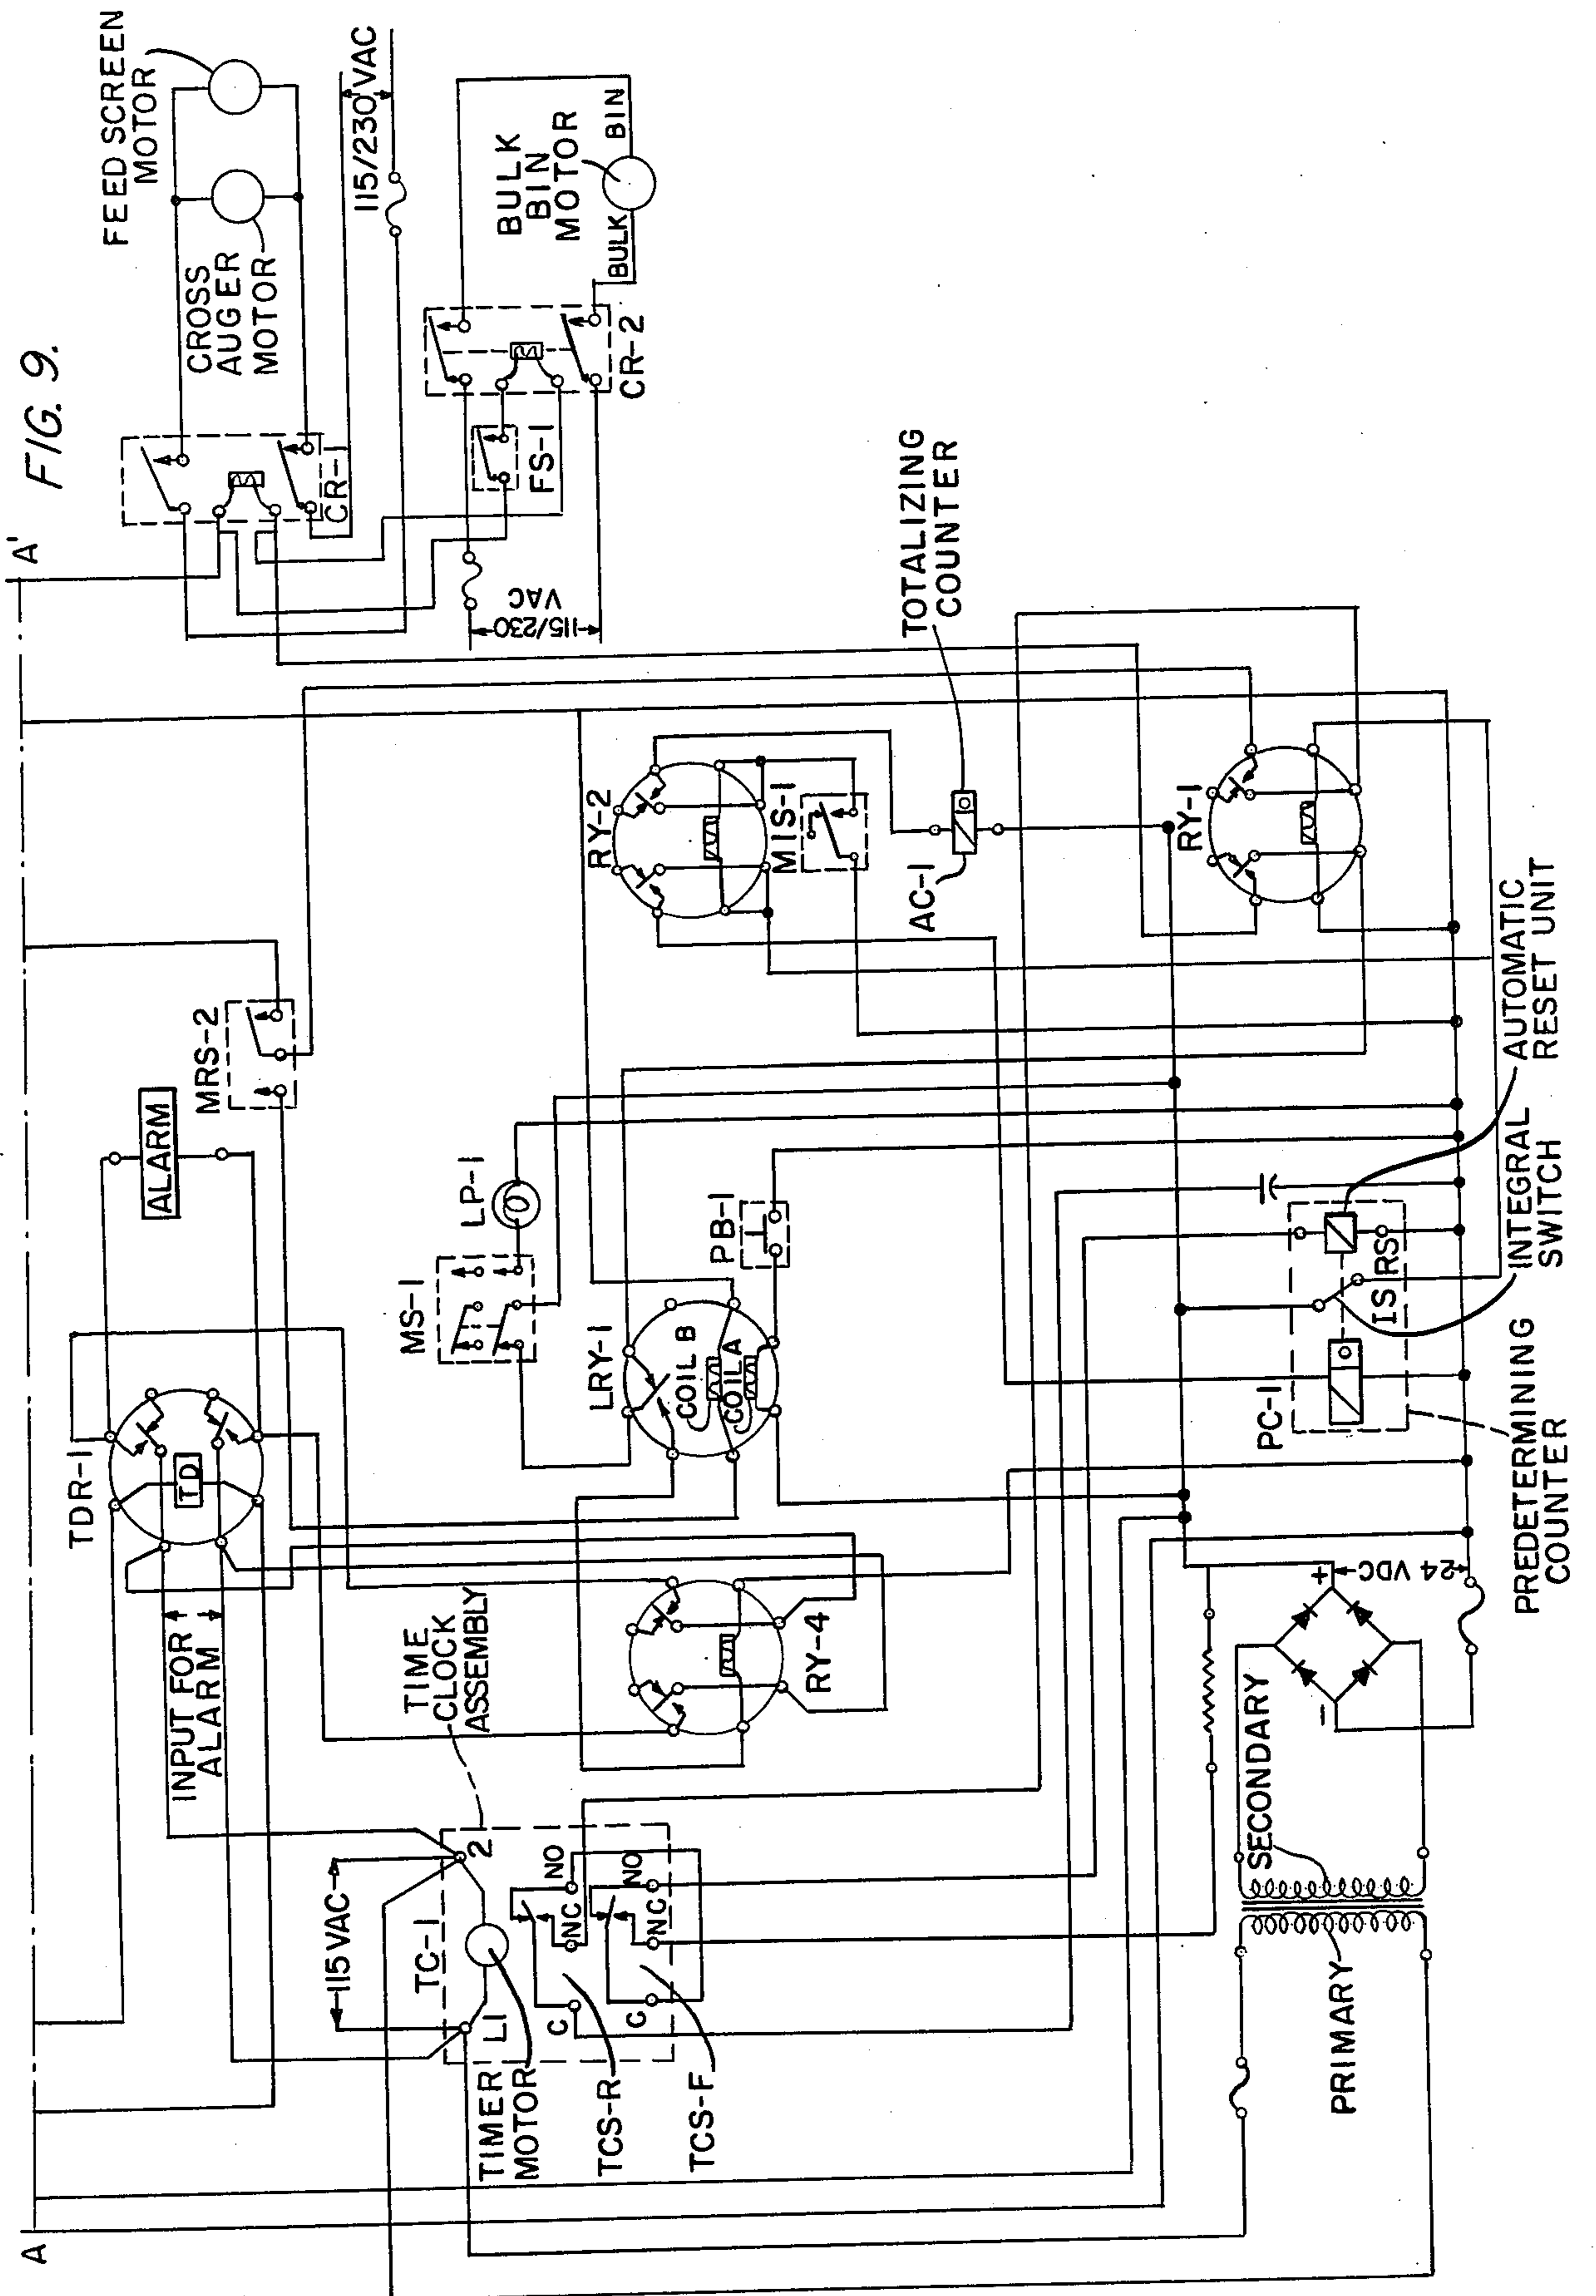 FIG. 9.
A
A'
FEED SCREEN
MOTOR
CROSS
AUGER
MOTOR
115/230 VAC
CR-1
BULK
BIN
MOTOR
BULK
BIN
CR-2
FS-1
115/230
VAC
MRS-2
ALARM
TDR-1
TD
INPUT FOR
ALARM
RY-2
MIS-1
TOTALIZING
COUNTER
AC-1
RY-1
LP-1
MS-1
PB-1
LRY-1
COIL B
COIL A
TIME
CLOCK
ASSEMBLY
RY-4
115 VAC
TC-1
L1
2
NO
NC
C
NO
NC
C
TIMER
MOTOR
TCS-R
TCS-F
AUTOMATIC
RESET UNIT
INTEGRAL
SWITCH
PC-1
IS
RS
PREDETERMINING
COUNTER
+
24 VDC
−
SECONDARY
PRIMARY